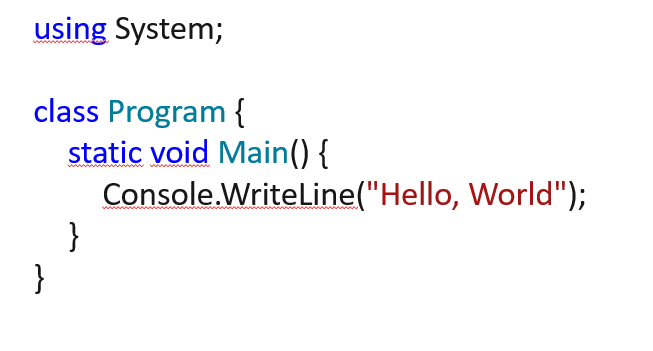 using System;
class Program {
static void Main() {
Console.WriteLine("Hello, World");
}
}